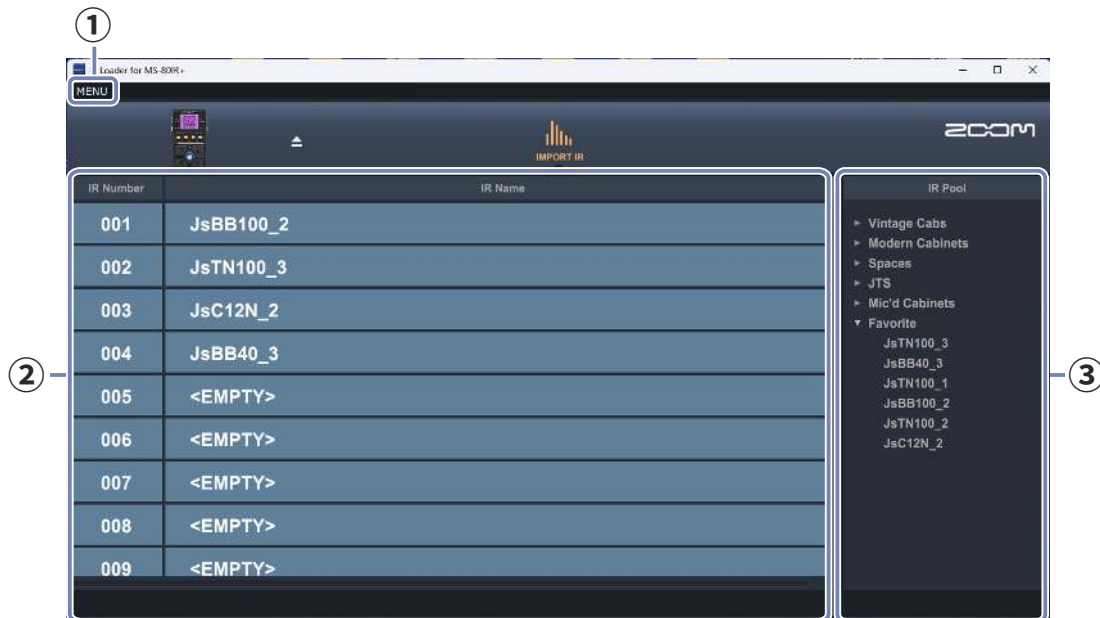 ①
Loader for MS-80IR+
MENU
ZOOM
IMPORT IR
IR Number IR Name IR Pool
001 JsBB100_2
002 JsTN100_3
003 JsC12N_2
004 JsBB40_3
005 <EMPTY>
006 <EMPTY>
007 <EMPTY>
008 <EMPTY>
009 <EMPTY>
②
► Vintage Cabs
► Modern Cabinets
► Spaces
► JTS
► Mic'd Cabinets
▼ Favorite
JsTN100_3
JsBB40_3
JsTN100_1
JsBB100_2
JsTN100_2
JsC12N_2
③